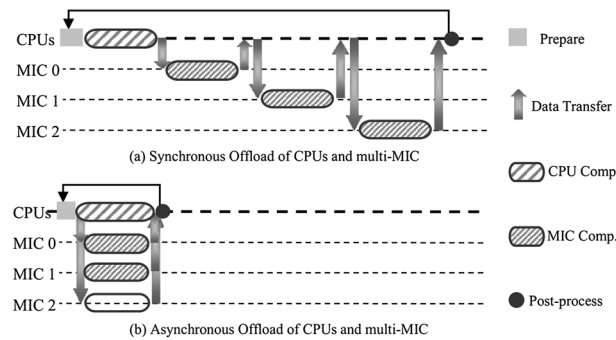 CPUs
MIC 0
MIC 1
MIC 2
(a) Synchronous Offload of CPUs and multi-MIC
CPUs
MIC 0
MIC 1
MIC 2
(b) Asynchronous Offload of CPUs and multi-MIC
Prepare
Data Transfer
CPU Comp
MIC Comp.
Post-process